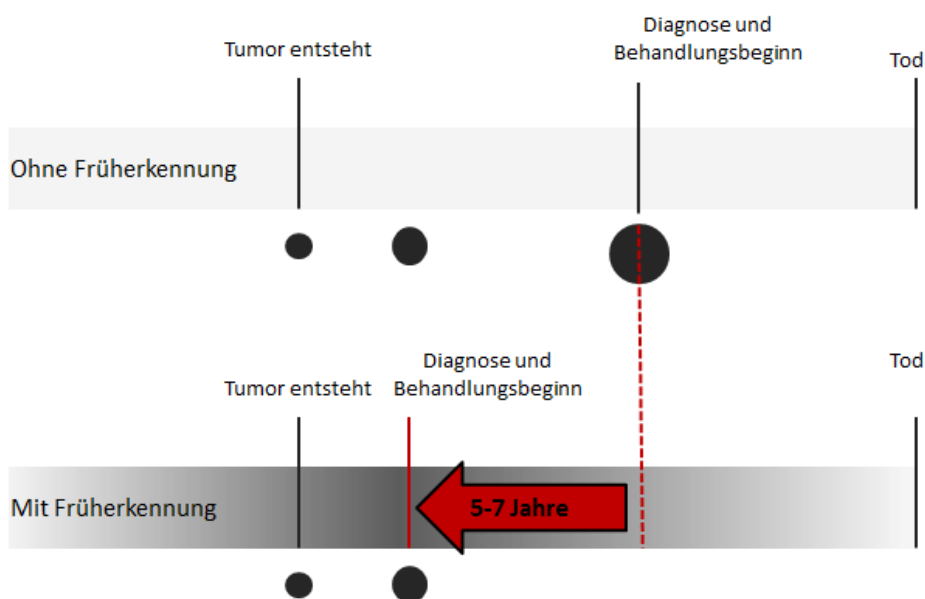 Diagnose und
Behandlungsbeginn
Tumor entsteht
Tod
Ohne Früherkennung
Diagnose und
Behandlungsbeginn
Tod
Tumor entsteht
Mit Früherkennung
5-7 Jahre